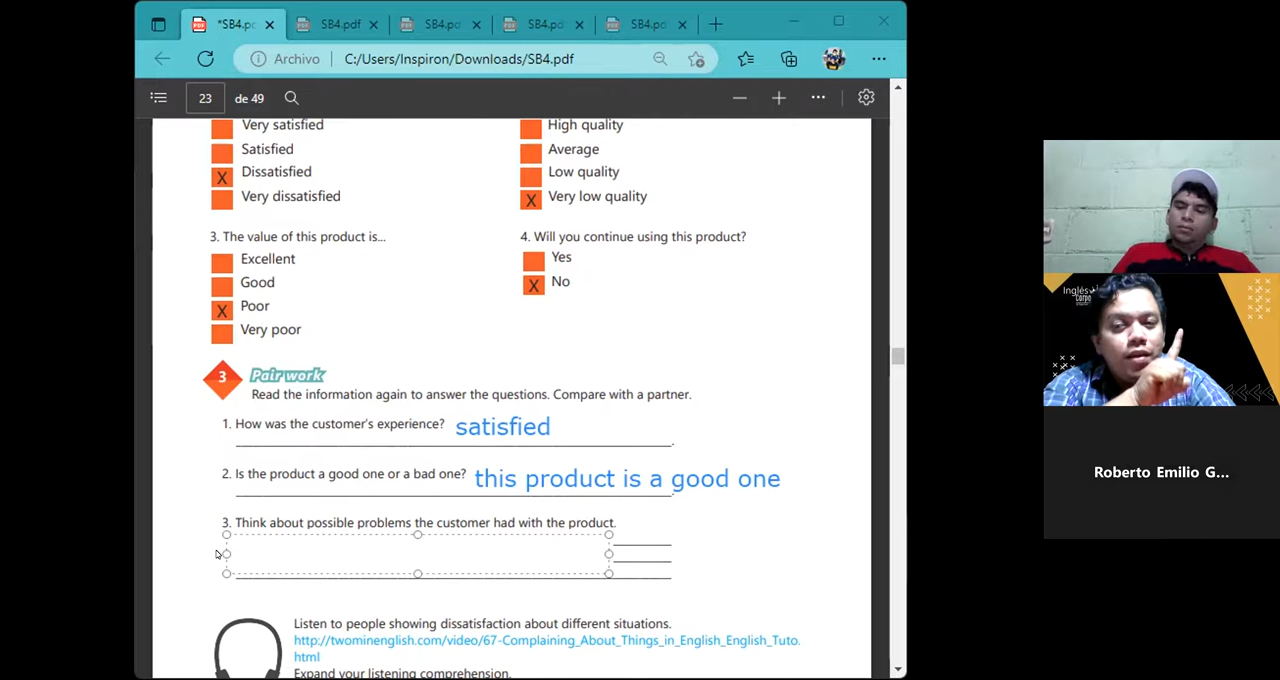 *SB4.pd
SB4.pdf
SB4.pd
SB4.pd
SB4.pd
Archivo
C:/Users/Inspiron/Downloads/SB4.pdf
23
de 49
Very satisfied
High quality
Satisfied
Average
X Dissatisfied
Low quality
Very dissatisfied
X Very low quality
3. The value of this product is...
4. Will you continue using this product?
Excellent
Yes
Good
X No
X Poor
Very poor
3 Pair work
Read the information again to answer the questions. Compare with a partner.
1. How was the customer's experience? satisfied
2. Is the product a good one or a bad one? this product is a good one
3. Think about possible problems the customer had with the product.
Listen to people showing dissatisfaction about different situations.
http://twominenglish.com/video/67-Complaining_About_Things_in_English_English_Tuto.
html
Expand your listening comprehension.
Inglés
Corpo
Roberto Emilio G...